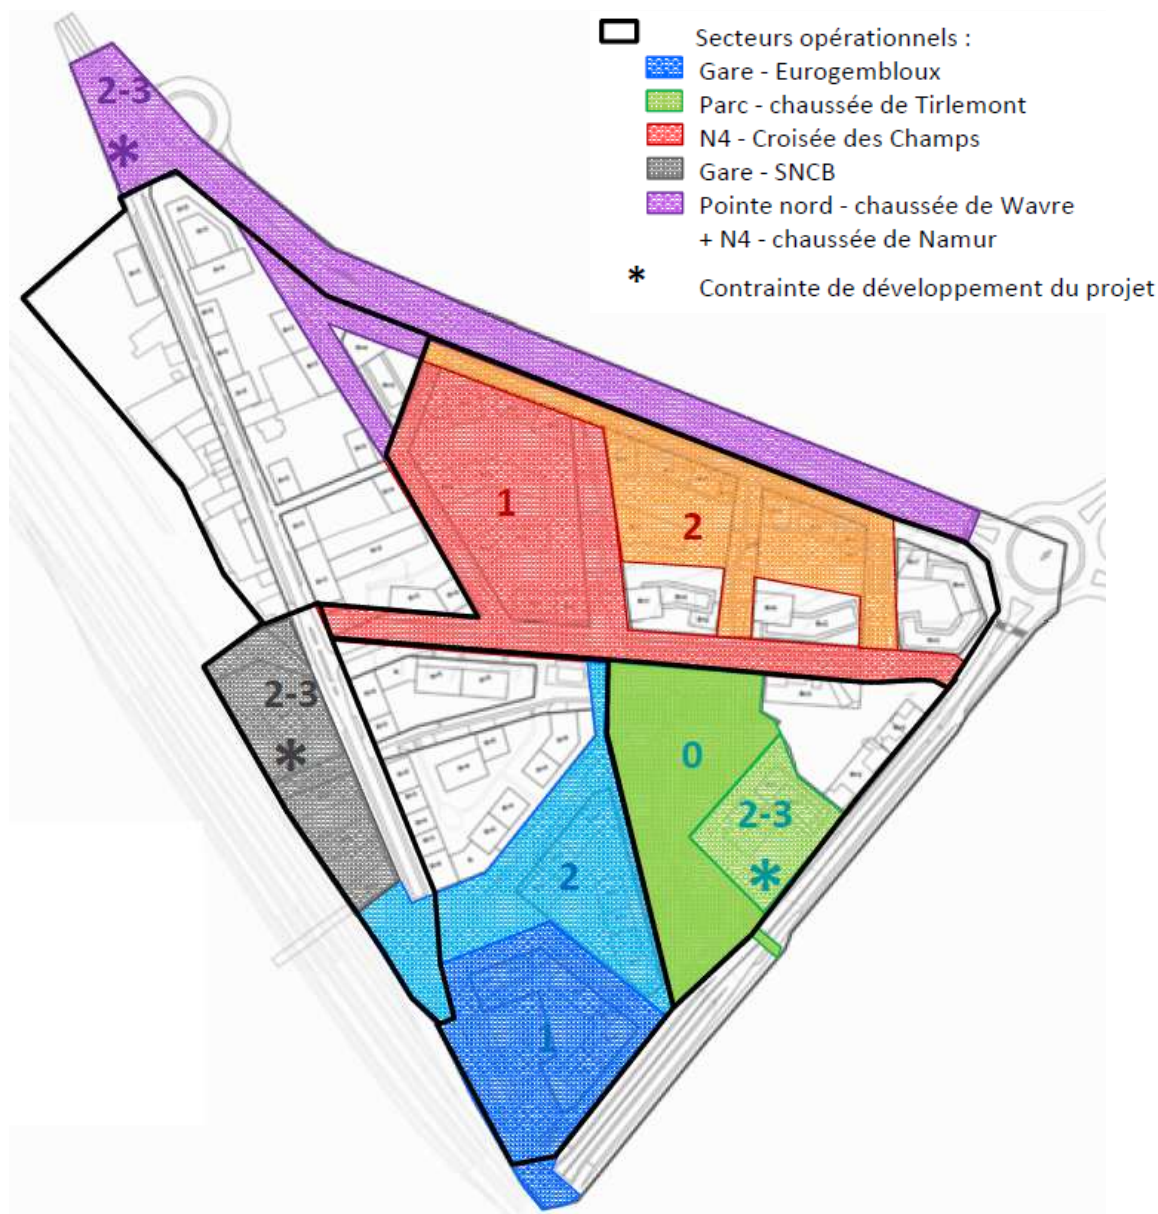 Secteurs opérationnels :
Gare - Eurogembloux
Parc - chaussée de Tirlemont
N4 - Croisée des Champs
Gare - SNCB
Pointe nord - chaussée de Wavre
+ N4 - chaussée de Namur
* Contrainte de développement du projet
2-3
*
1
2
2-3
*
0
2-3
*
2
1